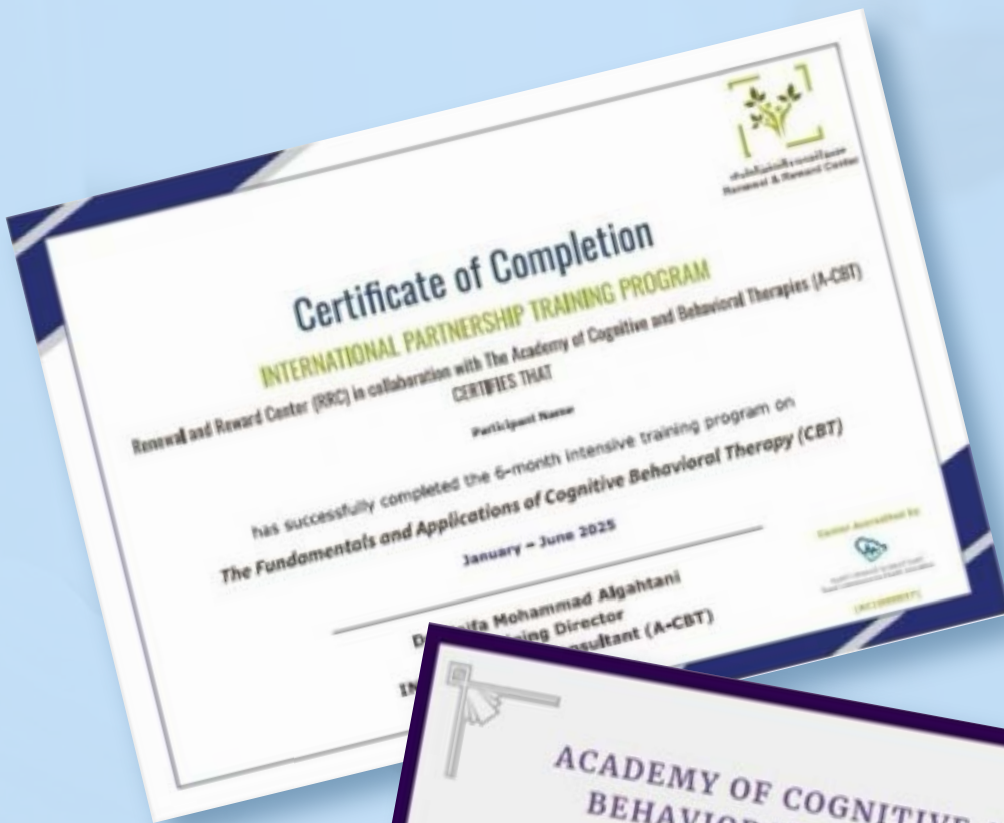 Renewal & Reward Center
Certificate of Completion
INTERNATIONAL PARTNERSHIP TRAINING PROGRAM
Renewal and Reward Center (RRC) in collaboration with The Academy of Cognitive and Behavioral Therapies (A-CBT)
CERTIFIES THAT
Participant Name
has successfully completed the 6-month intensive training program on
The Fundamentals and Applications of Cognitive Behavioral Therapy (CBT)
January – June 2025
Center Accredited by
Mohammad Algahtani
Director
(A-CBT)
ACADEMY OF COGNITIVE